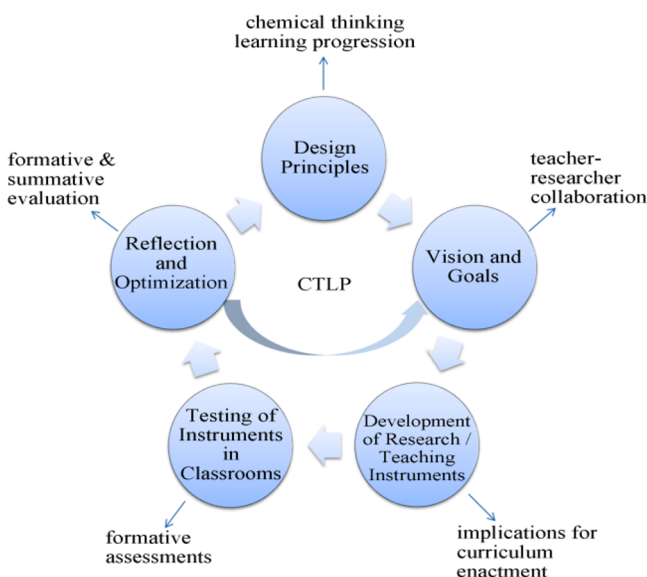 chemical thinking
learning progression
Design
Principles
teacher-
researcher
collaboration
Vision and
Goals
Development
of Research /
Teaching
Instruments
implications for
curriculum
enactment
Testing of
Instruments
in
Classrooms
formative
assessments
Reflection
and
Optimization
formative &
summative
evaluation
CTLP